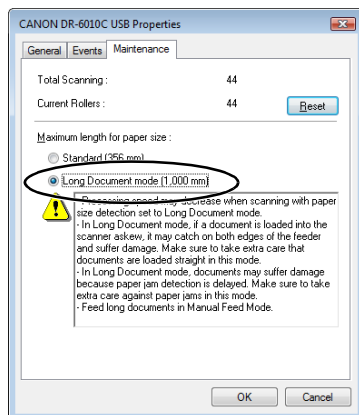 CANON DR-6010C USB Properties
General Events Maintenance
Total Scanning : 44
Current Rollers : 44 Reset
Maximum length for paper size :
Standard (356 mm)
Long Document mode (1,000 mm)
- Processing speed may decrease when scanning with paper
size detection set to Long Document mode.
- In Long Document mode, if a document is loaded into the
scanner askew, it may catch on both edges of the feeder
and suffer damage. Make sure to take extra care that
documents are loaded straight in this mode.
- In Long Document mode, documents may suffer damage
because paper jam detection is delayed. Make sure to take
extra care against paper jams in this mode.
- Feed long documents in Manual Feed Mode.
OK Cancel